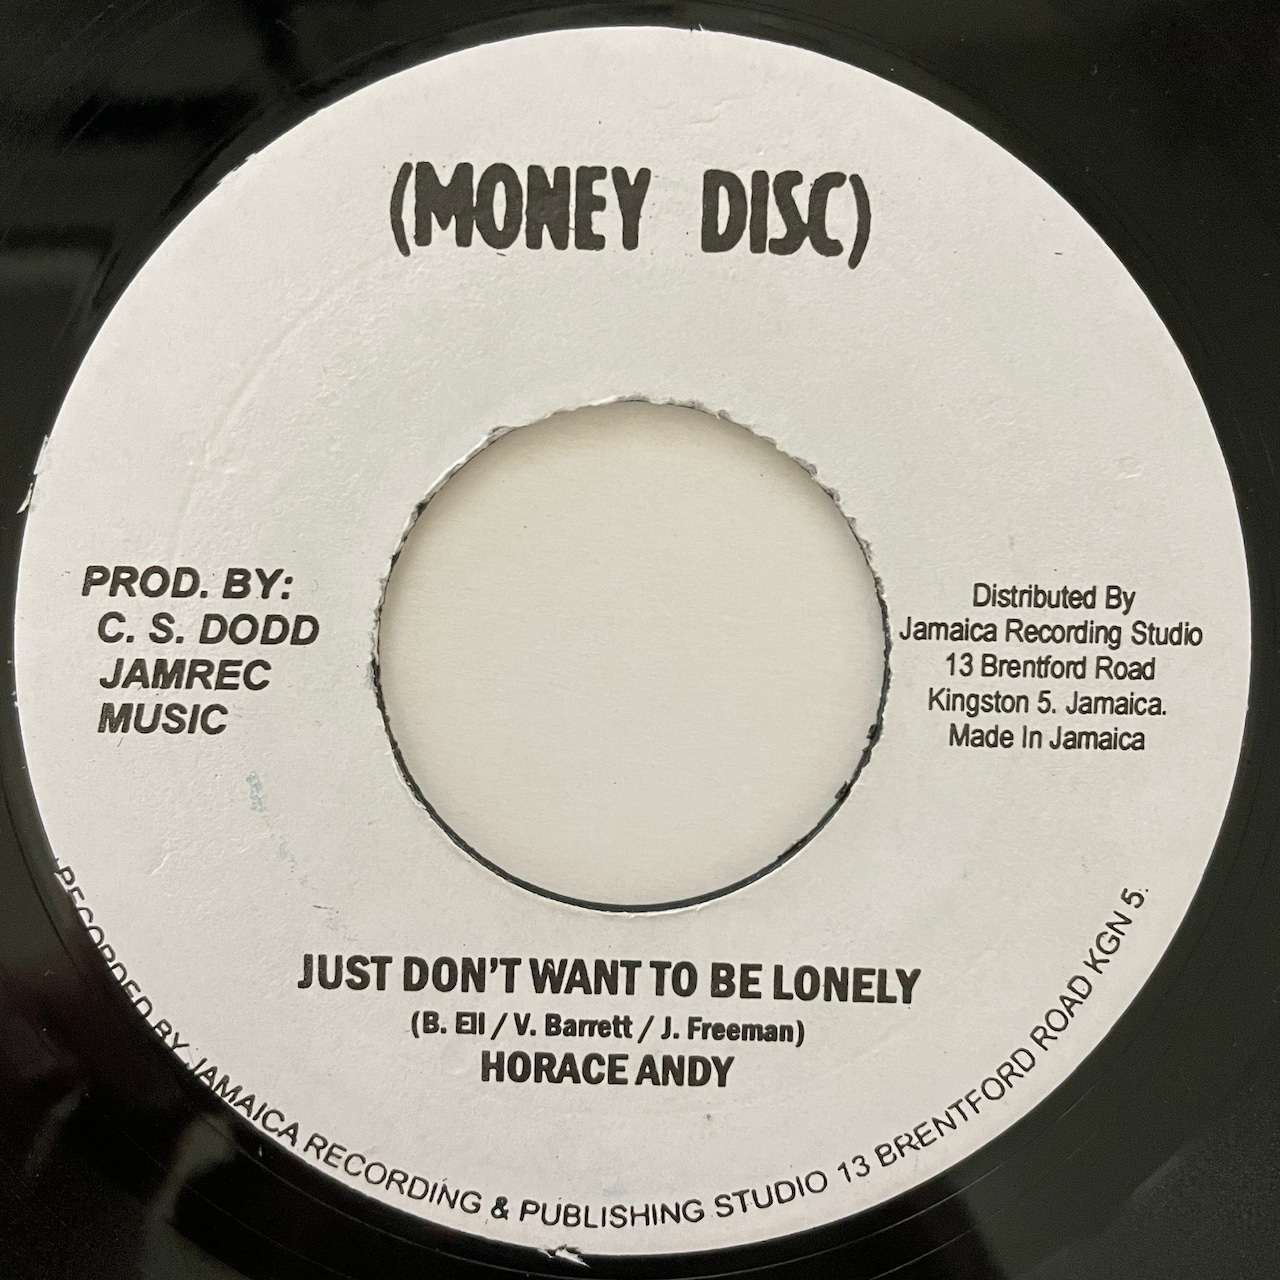 (MONEY DISC)
PROD. BY:
C. S. DODD
JAMREC
MUSIC
Distributed By
Jamaica Recording Studio
13 Brentford Road
Kingston 5. Jamaica.
Made In Jamaica
JUST DON'T WANT TO BE LONELY
(B. Ell / V. Barrett / J. Freeman)
HORACE ANDY
RECORDED BY JAMAICA RECORDING & PUBLISHING STUDIO 13 BRENTFORD ROAD KGN 5.